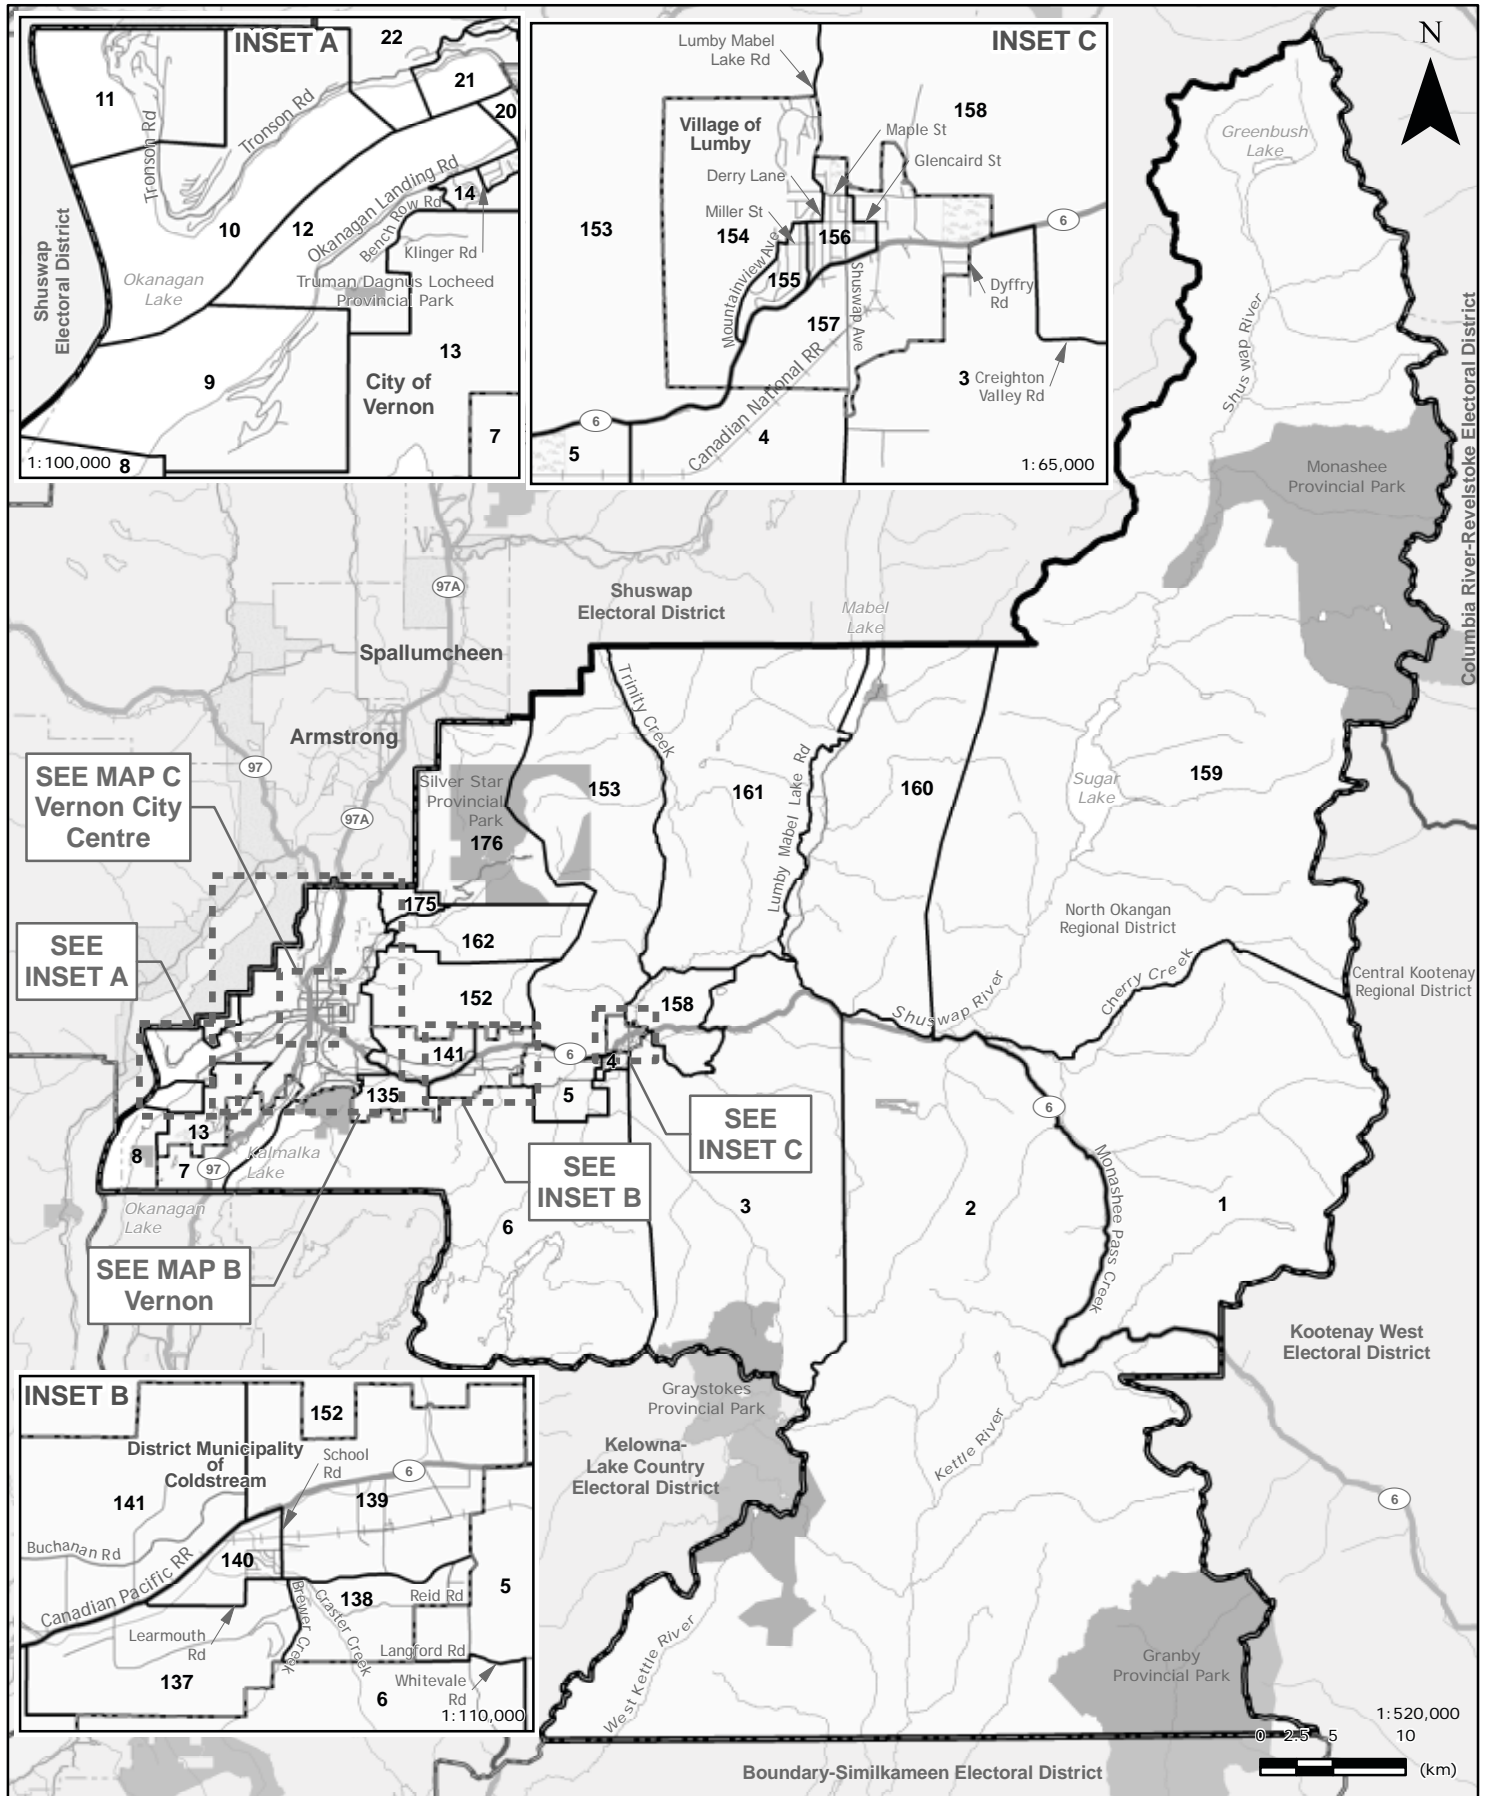 INSET A
22
21
20
11
Tronson Rd
Tronson Rd
14
Okanagan Landing Rd
Bench Row Rd
Klinger Rd
10
12
Okanagan
Lake
Truman Dagnus Locheed
Provincial Park
Shuswap
Electoral District
13
City of
Vernon
9
7
8
1:100,000
INSET C
Lumby Mabel
Lake Rd
158
Village of
Lumby
Maple St
Glencaird St
Derry Lane
Miller St
153
154
156
6
155
Mountainview Ave
Shuswap Ave
Dyffry
Rd
157
3
Creighton
Valley Rd
Canadian National RR
6
4
5
1:65,000
N
Greenbush
Lake
Shuswap River
Monashee
Provincial Park
Columbia River-Revelstoke Electoral District
97A
Shuswap
Electoral District
Mabel
Lake
Spallumcheen
Trinity Creek
Armstrong
SEE MAP C
Vernon City
Centre
97
97A
Silver Star
Provincial
Park
176
153
161
Lumby Mabel Lake Rd
160
Sugar
Lake
159
175
162
North Okangan
Regional District
SEE
INSET A
152
158
Shuswap River
Cherry Creek
Central Kootenay
Regional District
141
6
4
135
5
6
13
8
7
97
Kalmalka
Lake
SEE
INSET C
SEE
INSET B
Monashee Pass Creek
Okanagan
Lake
6
3
2
1
SEE MAP B
Vernon
Kootenay West
Electoral District
INSET B
152
District Municipality
of
Coldstream
School
Rd
6
141
139
Buchanan Rd
140
Canadian Pacific RR
138
Reid Rd
5
Brewer Creek
Craster Creek
Learmouth
Rd
Langford Rd
137
Whitevale
Rd
6
1:110,000
Graystokes
Provincial Park
Kelowna-
Lake Country
Electoral District
Kettle River
6
West Kettle River
Granby
Provincial Park
1:520,000
0 2.5 5 10
(km)
Boundary-Similkameen Electoral District